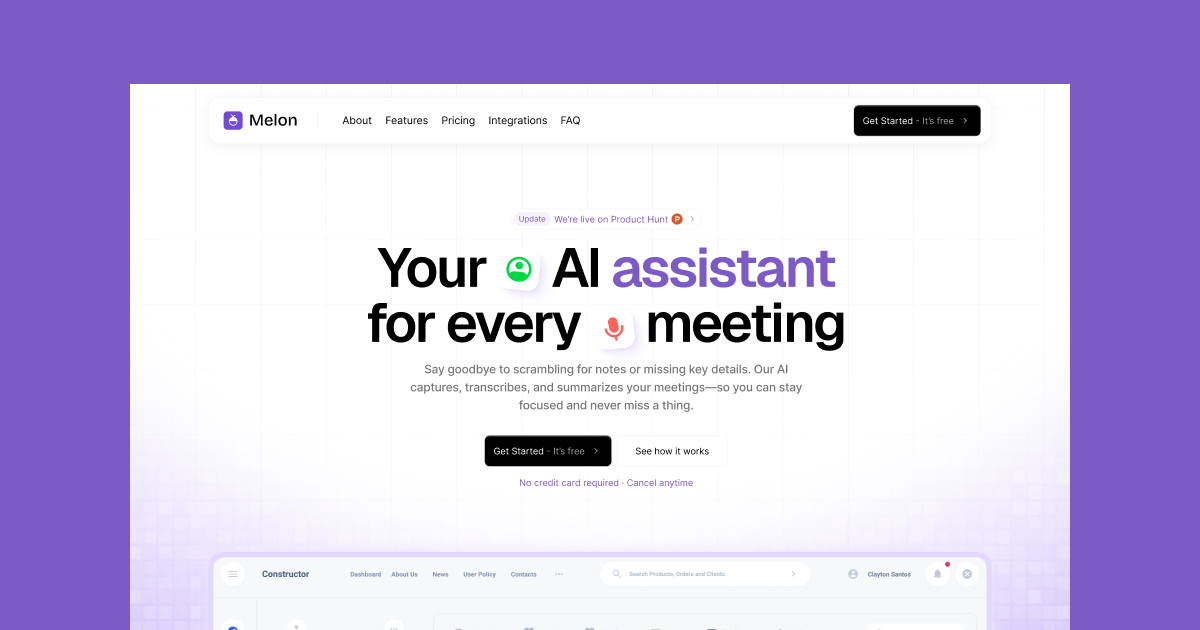 Melon
About Features Pricing Integrations FAQ
Get Started - It's free
Update We're live on Product Hunt P
Your AI assistant
for every meeting
Say goodbye to scrambling for notes or missing key details. Our AI
captures, transcribes, and summarizes your meetings—so you can stay
focused and never miss a thing.
Get Started - It's free
See how it works
No credit card required · Cancel anytime
Constructor
Dashboard About Us News User Policy Contacts
Search Products, Orders and Clients
Clayton Santos